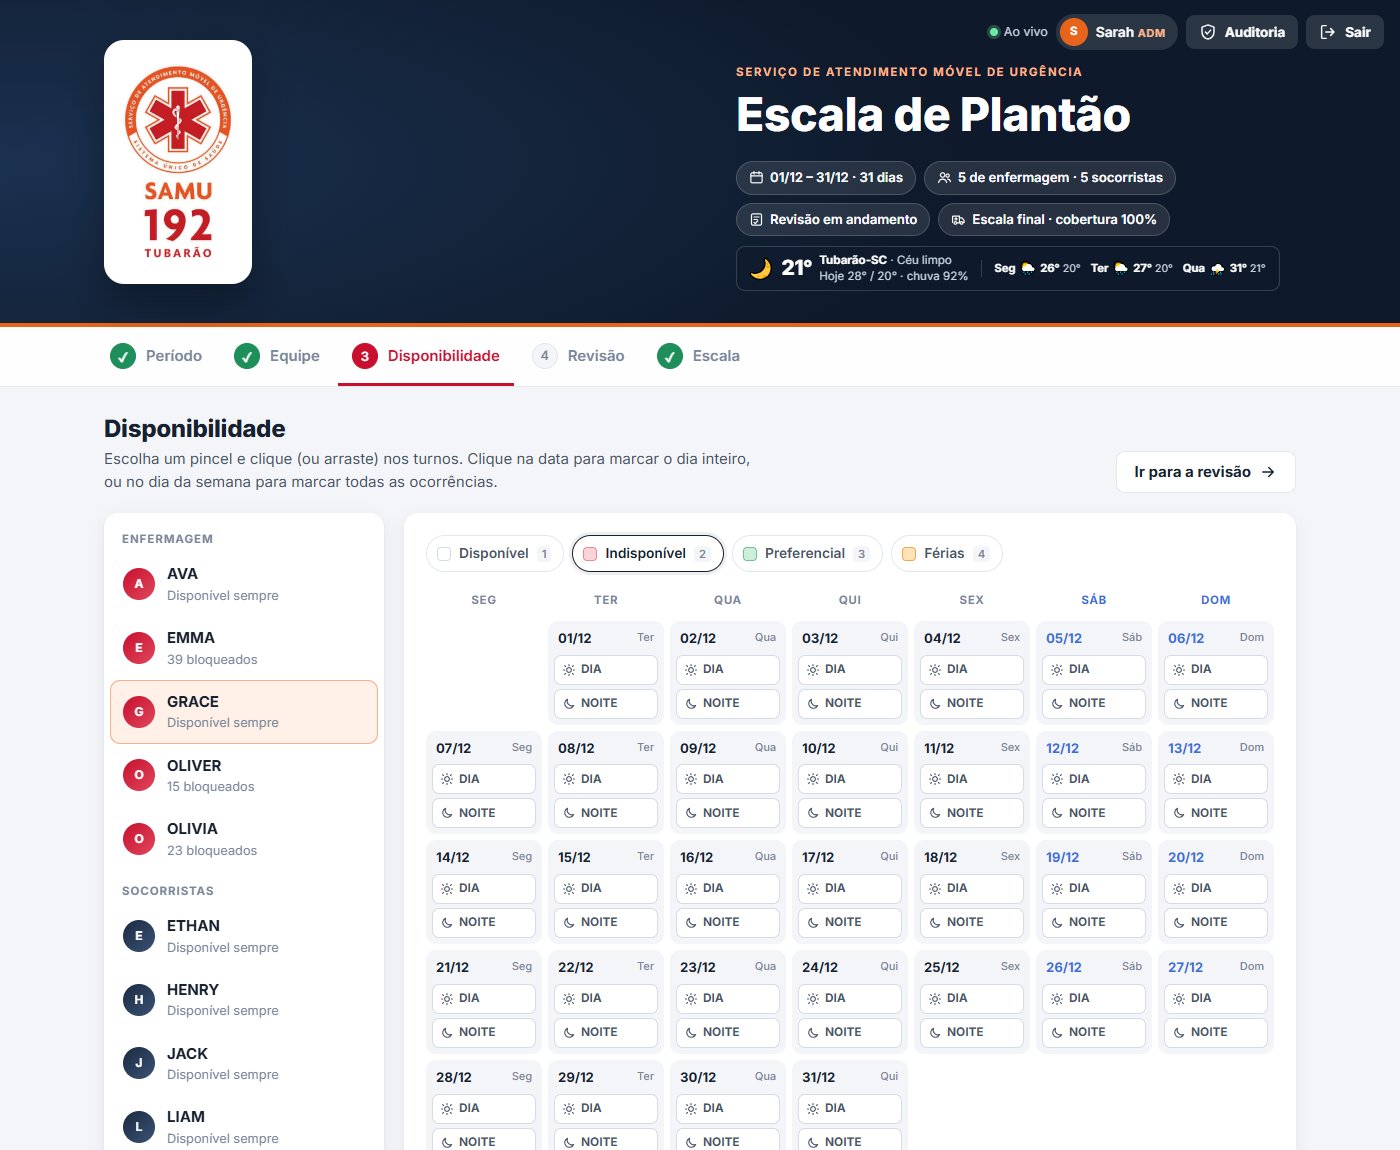 Ao vivo
S
Sarah ADM
Auditoria
Sair
SERVIÇO DE ATENDIMENTO MÓVEL DE URGÊNCIA
SISTEMA ÚNICO DE SAÚDE
SAMU
192
TUBARÃO
SERVIÇO DE ATENDIMENTO MÓVEL DE URGÊNCIA
Escala de Plantão
01/12 – 31/12 · 31 dias
5 de enfermagem · 5 socorristas
Revisão em andamento
Escala final · cobertura 100%
21° Tubarão-SC · Céu limpo
Hoje 28° / 20° · chuva 92%
Seg 26° 20° Ter 27° 20° Qua 31° 21°
Período
Equipe
3 Disponibilidade
4 Revisão
Escala
Disponibilidade
Escolha um pincel e clique (ou arraste) nos turnos. Clique na data para marcar o dia inteiro,
ou no dia da semana para marcar todas as ocorrências.
Ir para a revisão
ENFERMAGEM
A
AVA
Disponível sempre
E
EMMA
39 bloqueados
G
GRACE
Disponível sempre
O
OLIVER
15 bloqueados
O
OLIVIA
23 bloqueados
SOCORRISTAS
E
ETHAN
Disponível sempre
H
HENRY
Disponível sempre
J
JACK
Disponível sempre
L
LIAM
Disponível sempre
Disponível 1
Indisponível 2
Preferencial 3
Férias 4
SEG TER QUA QUI SEX SÁB DOM
01/12 Ter 02/12 Qua 03/12 Qui 04/12 Sex 05/12 Sáb 06/12 Dom
DIA DIA DIA DIA DIA DIA
NOITE NOITE NOITE NOITE NOITE NOITE
07/12 Seg 08/12 Ter 09/12 Qua 10/12 Qui 11/12 Sex 12/12 Sáb 13/12 Dom
DIA DIA DIA DIA DIA DIA DIA
NOITE NOITE NOITE NOITE NOITE NOITE NOITE
14/12 Seg 15/12 Ter 16/12 Qua 17/12 Qui 18/12 Sex 19/12 Sáb 20/12 Dom
DIA DIA DIA DIA DIA DIA DIA
NOITE NOITE NOITE NOITE NOITE NOITE NOITE
21/12 Seg 22/12 Ter 23/12 Qua 24/12 Qui 25/12 Sex 26/12 Sáb 27/12 Dom
DIA DIA DIA DIA DIA DIA DIA
NOITE NOITE NOITE NOITE NOITE NOITE NOITE
28/12 Seg 29/12 Ter 30/12 Qua 31/12 Qui
DIA DIA DIA DIA
NOITE NOITE NOITE NOITE